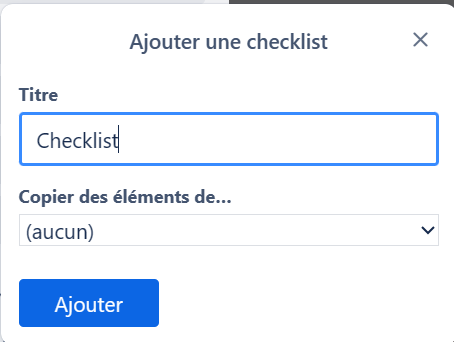 Ajouter une checklist
Titre
Checklist
Copier des éléments de...
(aucun)
Ajouter